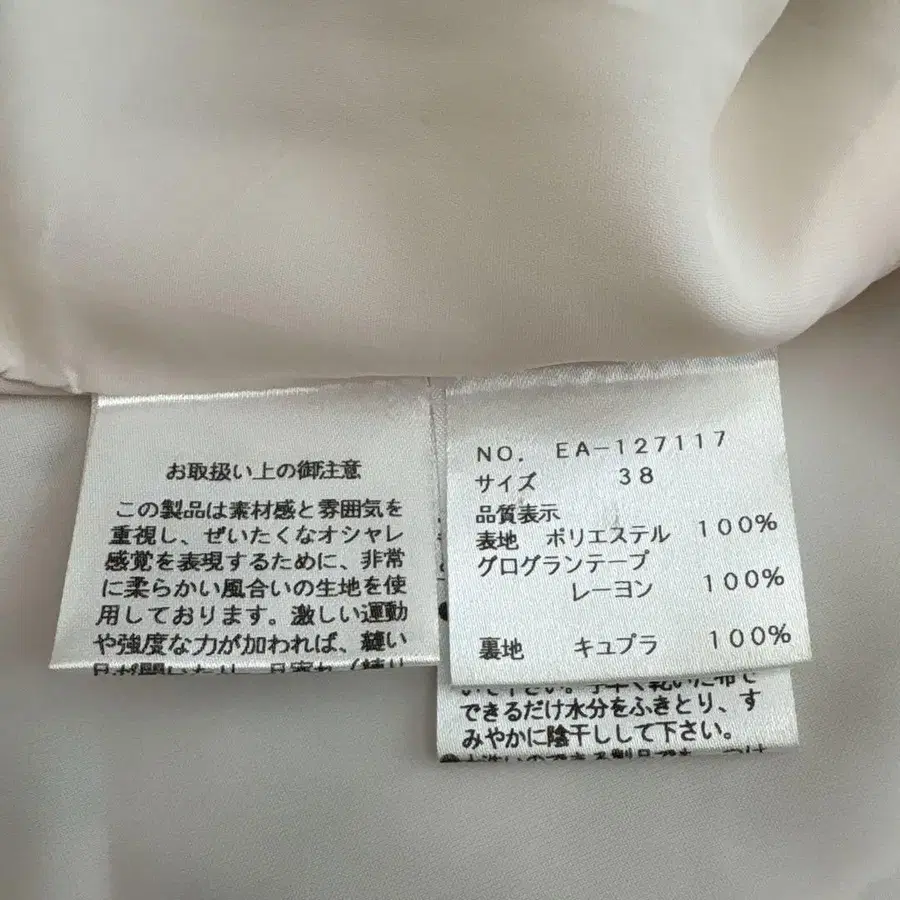 お取扱い上の御注意
この製品は素材感と雰囲気を
重視し、ぜいたくなオシャレ
感覚を表現するために、非常
に柔らかい風合いの生地を使
用しております。激しい運動
や強度な力が加われば、縫い
NO. EA-127117
サイズ 38
品質表示
表地 ポリエステル 100%
グログランテープ
レーヨン 100%
裏地 キュプラ 100%
できるだけ水分をふきとり、す
みやかに陰干しして下さい。